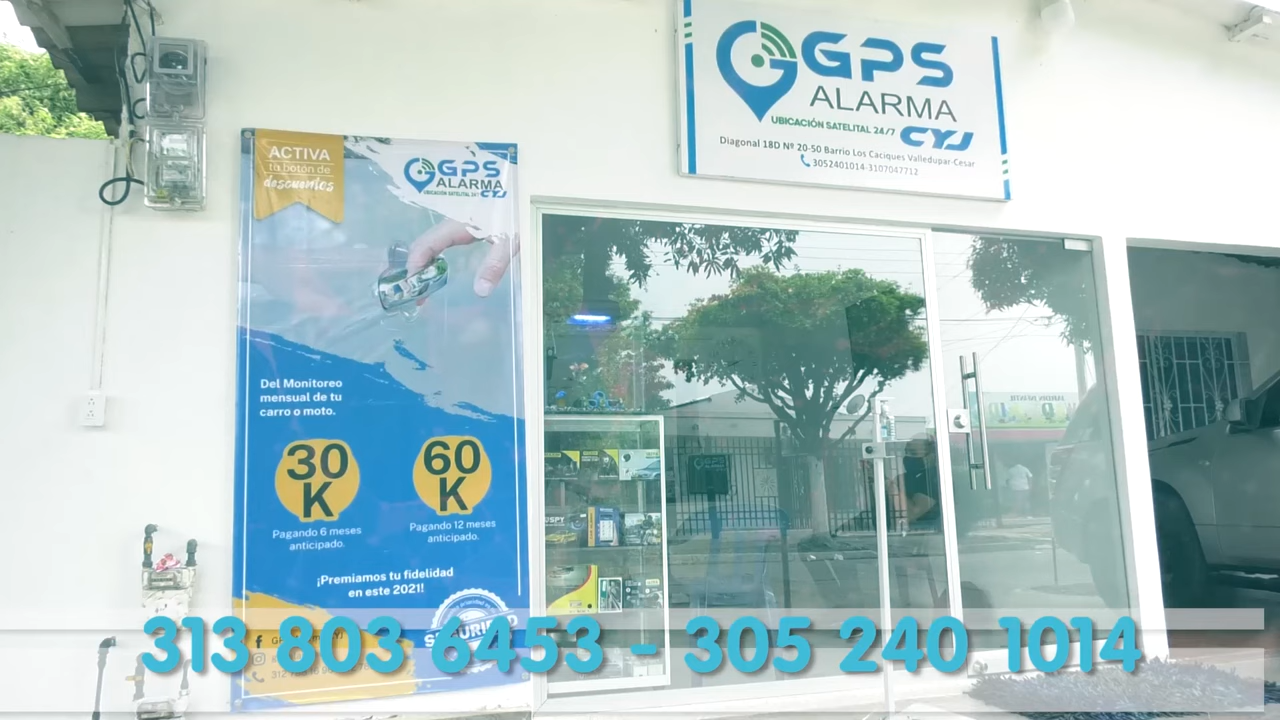 GPS
ALARMA
UBICACIÓN SATELITAL 24/7 CYJ
Diagonal 18D Nº 20-50 Barrio Los Caciques Valledupar-Cesar
3052401014-3107047712
ACTIVA
tu botón de
descuentos
GPS
ALARMA
UBICACIÓN SATELITAL 24/7
CYJ
Del Monitoreo
mensual de tu
carro o moto.
30
K
Pagando 6 meses
anticipado.
60
K
Pagando 12 meses
anticipado.
¡Premiamos tu fidelidad
en este 2021!
SEGURIDAD
GPS
313 803 6453 - 305 240 1014